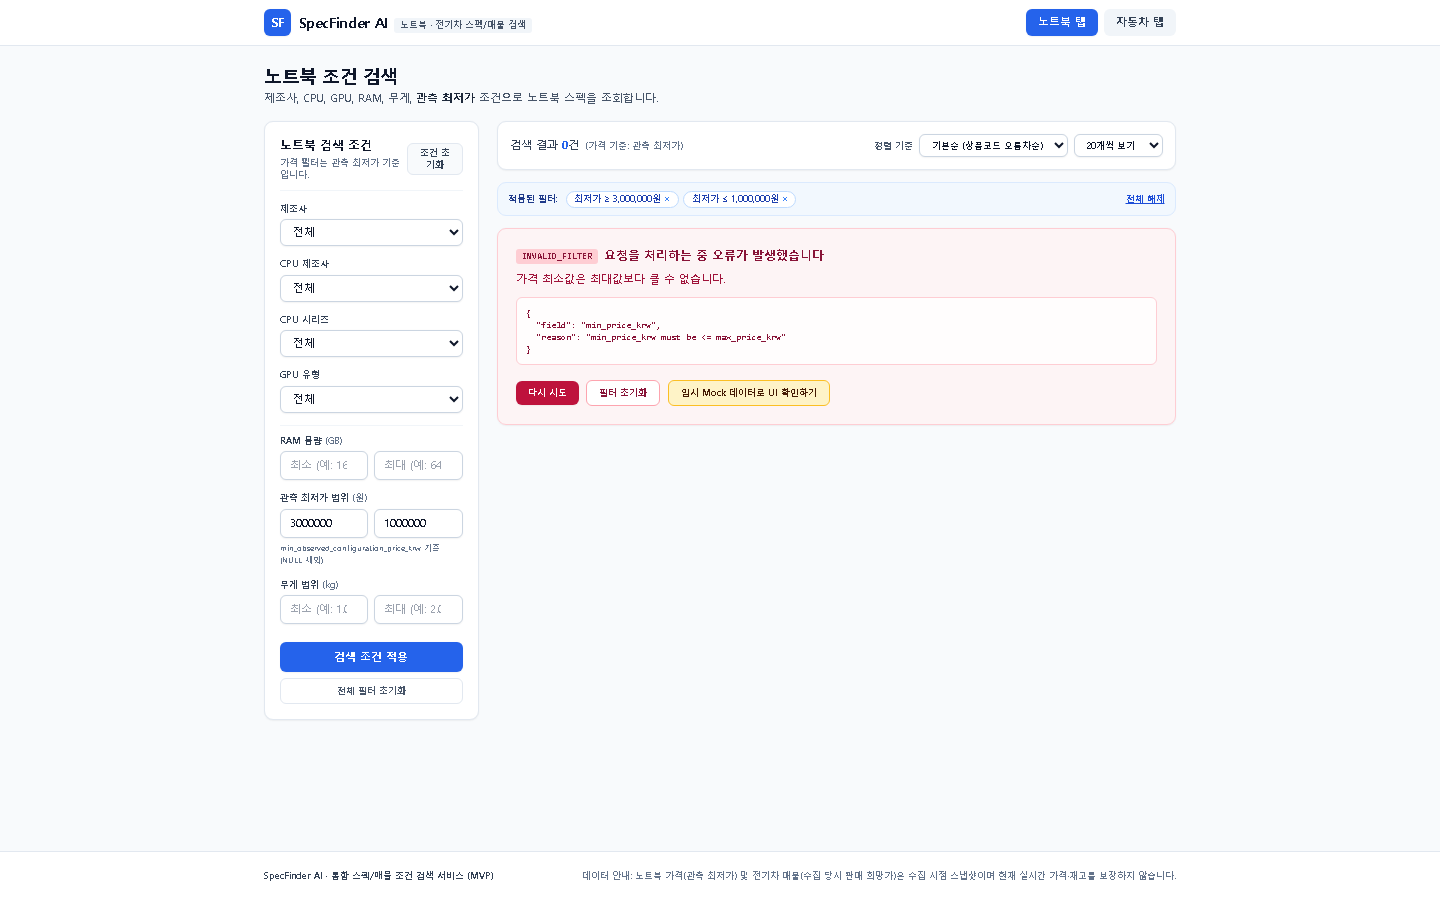 SF SpecFinder AI 노트북 · 전기차 스펙/매물 검색 노트북 탭 자동차 탭
노트북 조건 검색
제조사, CPU, GPU, RAM, 무게, 관측 최저가 조건으로 노트북 스펙을 조회합니다.
노트북 검색 조건
가격 필터는 관측 최저가 기준
입니다.
조건 초
기화
제조사
전체
CPU 제조사
전체
CPU 시리즈
전체
GPU 유형
전체
RAM 용량 (GB)
최소 (예: 16 최대 (예: 64
관측 최저가 범위 (원)
3000000 1000000
min_observed_configuration_price_krw 기준
(NULL 제외)
무게 범위 (kg)
최소 (예: 1.0 최대 (예: 2.0
검색 조건 적용
전체 필터 초기화
검색 결과 0건 (가격 기준: 관측 최저가) 정렬 기준 기본순 (상품코드 오름차순) 20개씩 보기
적용된 필터: 최저가 ≥ 3,000,000원 × 최저가 ≤ 1,000,000원 × 전체 해제
INVALID_FILTER 요청을 처리하는 중 오류가 발생했습니다
가격 최소값은 최대값보다 클 수 없습니다.
{
"field": "min_price_krw",
"reason": "min_price_krw must be <= max_price_krw"
}
다시 시도 필터 초기화 임시 Mock 데이터로 UI 확인하기
SpecFinder AI · 통합 스펙/매물 조건 검색 서비스 (MVP) 데이터 안내: 노트북 가격(관측 최저가) 및 전기차 매물(수집 당시 판매 희망가)은 수집 시점 스냅샷이며 현재 실시간 가격·재고를 보장하지 않습니다.